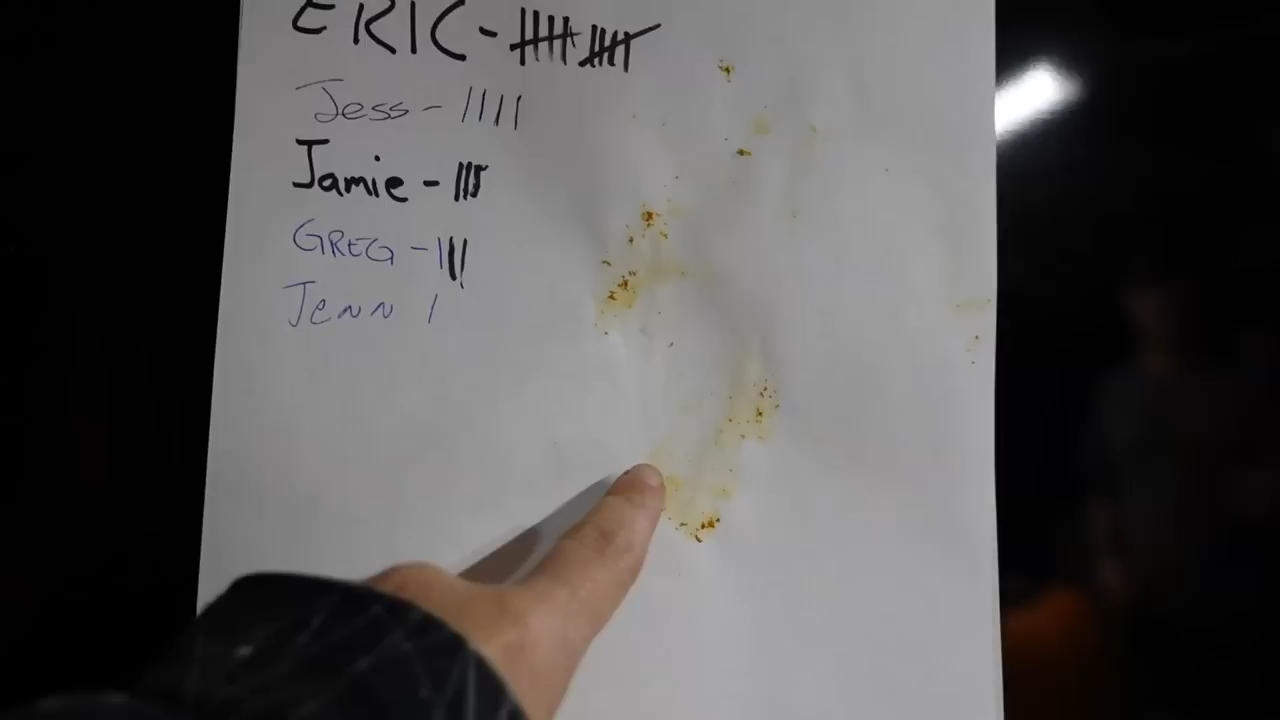 ERIC - |||| ||||
Jess - ||||
Jamie - |||
GREG - |||
Jenn |